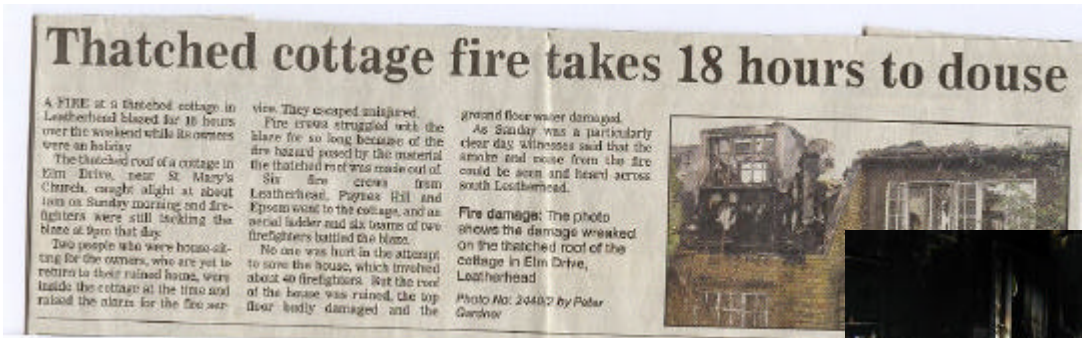 Thatched cottage fire takes 18 hours to douse
A FIRE at a thatched cottage in
Leatherhead blazed for 18 hours
over the weekend while its owners
were on holiday
The thatched roof of a cottage in
Elm Drive, near St Mary's
Church, caught alight at about
on Sunday morning and fire-
fighters were still tackling the
blaze at 9pm that day.
Two people who were house-sit-
ting for the owners, who are yet to
return to their ruined home, were
inside the cottage at the time and
raised the alarm for the fire ser-
vice. They escaped uninjured.
Fire crews struggled with the
blaze for so long because of the
fire hazard posed by the material
the thatched roof was made out of.
Six fire crews from
Leatherhead, Paynes Hill and
Epsom went to the cottage, and an
aerial ladder and six teams of two
firefighters battled the blaze.
No one was hurt in the attempt
to save the house, which involved
about 40 firefighters. But the roof
of the house was ruined, the top
floor badly damaged and the
ground floor water damaged.
As Sunday was a particularly
clear day, witnesses said that the
smoke and noise from the fire
could be seen and heard across
south Leatherhead.
Fire damage: The photo
shows the damage wreaked
on the thatched roof of the
cottage in Elm Drive,
Leatherhead
Photo No: by Peter
Gardner